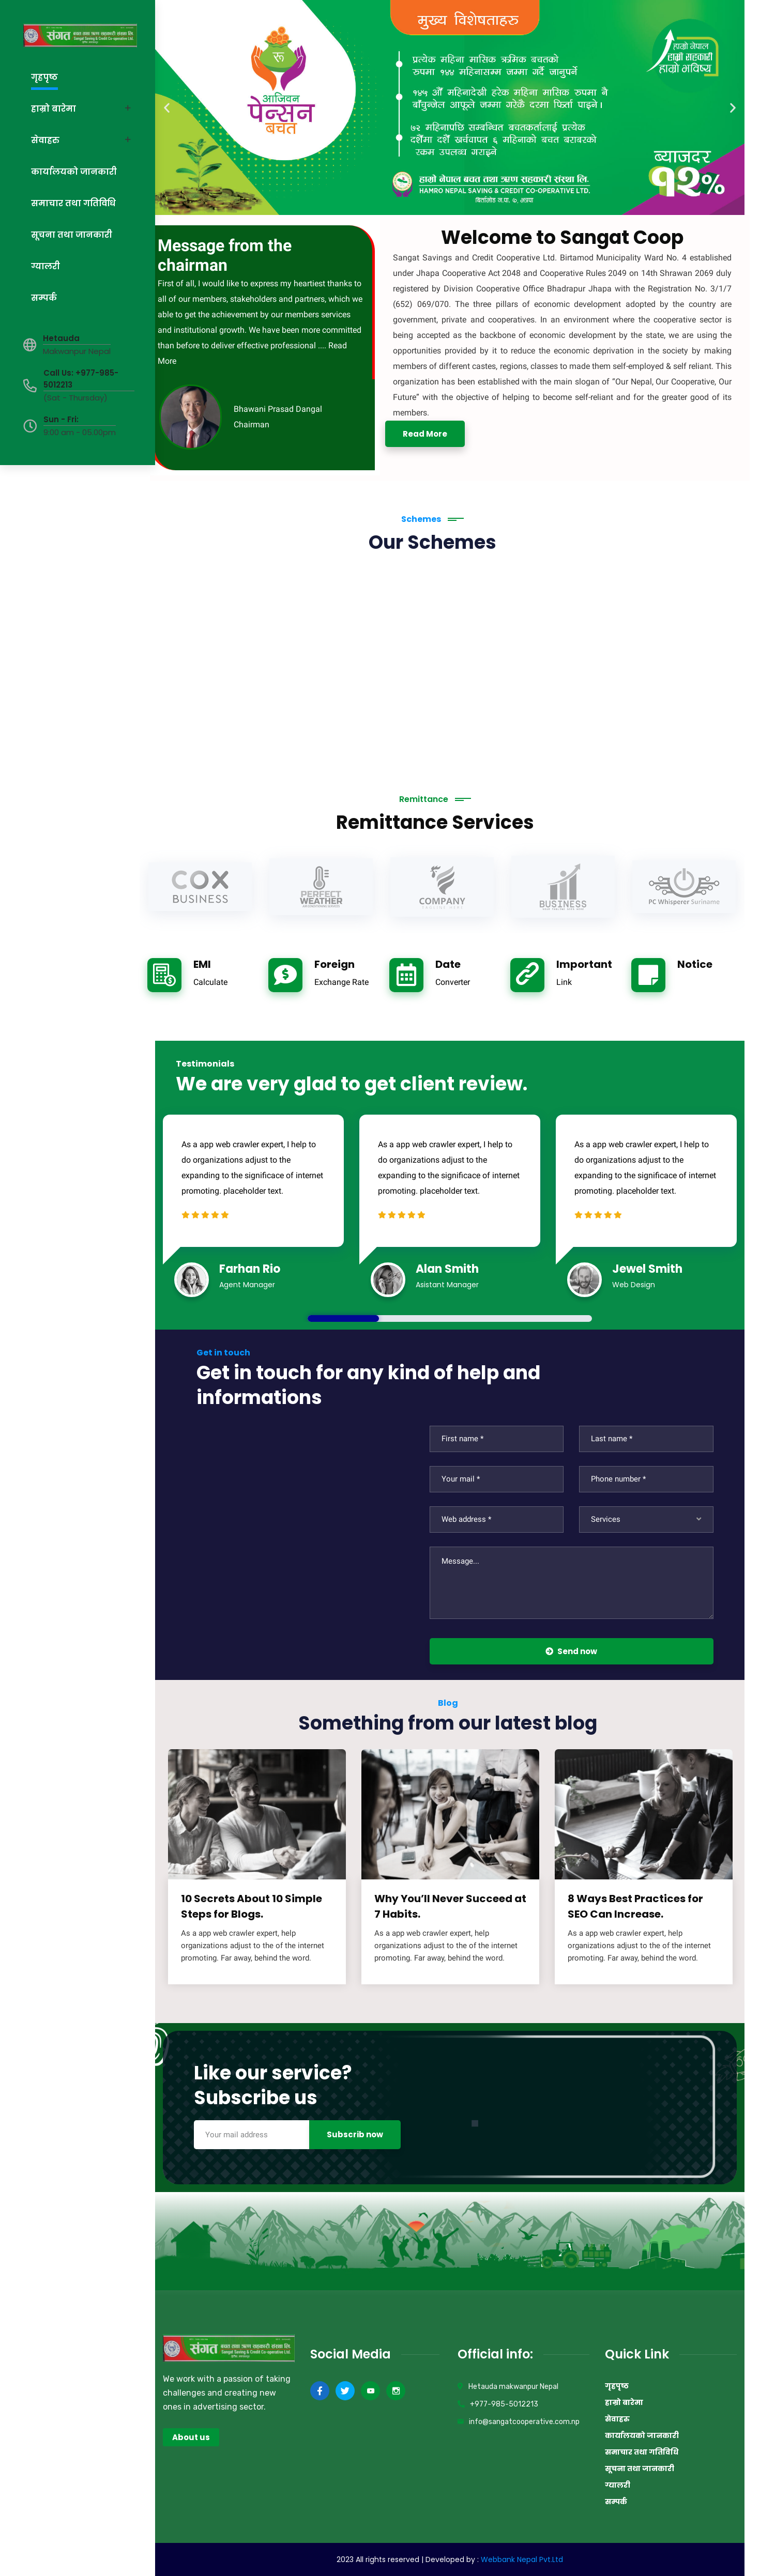 संगत बचत तथा ऋण सहकारी संस्था लि.
Sangat Saving & Credit Co-operative Ltd.
गृहपृष्ठ
हाम्रो बारेमा +
सेवाहरु +
कार्यालयको जानकारी
समाचार तथा गतिविधि
सूचना तथा जानकारी
ग्यालरी
सम्पर्क
Hetauda
Makwanpur Nepal
Call Us: +977-985-
5012213
(Sat - Thursday)
Sun - Fri:
9:00 am - 05:00pm
मुख्य विशेषताहरु
आजिवन
पेन्सन
बचत
प्रत्येक महिना मासिक क्रमिक बचतको
रुपमा १४४ महिनासम्म जम्मा गर्दै जानुपर्ने
१४५ औं महिनादेखी हरेक महिना मासिक रुपमा नै
बाँचुन्जेल आफूले जम्मा गरेकै दरमा फिर्ता पाइने।
७२ महिनापछि सम्बन्धित बचतकर्तालाई प्रत्येक
दशैँमा दशैँ खर्चवापत १ महिनाको बचत बराबरको
रकम उपलब्ध गराइने
हाम्रो नेपाल
हाम्रो सहकारी
हाम्रो भविष्य
हाम्रो नेपाल बचत तथा ऋण सहकारी संस्था लि.
HAMRO NEPAL SAVING & CREDIT CO-OPERATIVE LTD.
बिर्तामोड न.पा. ७, झापा
ब्याजदर
१२%
Message from the
chairman
First of all, I would like to express my heartiest thanks to
all of our members, stakeholders and partners, which we
able to get the achievement by our members services
and institutional growth. We have been more committed
than before to deliver effective professional .... Read
More
Bhawani Prasad Dangal
Chairman
Welcome to Sangat Coop
Sangat Savings and Credit Cooperative Ltd. Birtamod Municipality Ward No. 4 established
under Jhapa Cooperative Act 2048 and Cooperative Rules 2049 on 14th Shrawan 2069 duly
registered by Division Cooperative Office Bhadrapur Jhapa with the Registration No. 3/1/7
(652) 069/070. The three pillars of economic development adopted by the country are
government, private and cooperatives. In an environment where the cooperative sector is
being accepted as the backbone of economic development by the state, we are using the
opportunities provided by it to reduce the economic deprivation in the society by making
members of different castes, regions, classes to made them self-employed & self reliant. This
organization has been established with the main slogan of “Our Nepal, Our Cooperative, Our
Future” with the objective of helping to become self-reliant and for the greater good of its
members.
Read More
Schemes
Our Schemes
Remittance
Remittance Services
COX
BUSINESS
PERFECT
WEATHER
COMPANY
BUSINESS
PC Whisperer Suriname
EMI
Calculate
Foreign
Exchange Rate
Date
Converter
Important
Link
Notice
Testimonials
We are very glad to get client review.
As a app web crawler expert, I help to
do organizations adjust to the
expanding to the significace of internet
promoting. placeholder text.
Farhan Rio
Agent Manager
As a app web crawler expert, I help to
do organizations adjust to the
expanding to the significace of internet
promoting. placeholder text.
Alan Smith
Asistant Manager
As a app web crawler expert, I help to
do organizations adjust to the
expanding to the significace of internet
promoting. placeholder text.
Jewel Smith
Web Design
Get in touch
Get in touch for any kind of help and
informations
First name *
Last name *
Your mail *
Phone number *
Web address *
Services
Message...
Send now
Blog
Something from our latest blog
10 Secrets About 10 Simple
Steps for Blogs.
As a app web crawler expert, help
organizations adjust to the of the internet
promoting. Far away, behind the word.
Why You’ll Never Succeed at
7 Habits.
As a app web crawler expert, help
organizations adjust to the of the internet
promoting. Far away, behind the word.
8 Ways Best Practices for
SEO Can Increase.
As a app web crawler expert, help
organizations adjust to the of the internet
promoting. Far away, behind the word.
Like our service?
Subscribe us
Your mail address
Subscrib now
संगत बचत तथा ऋण सहकारी संस्था लि.
Sangat Saving & Credit Co-operative Ltd.
We work with a passion of taking
challenges and creating new
ones in advertising sector.
About us
Social Media
Official info:
Hetauda makwanpur Nepal
+977-985-5012213
info@sangatcooperative.com.np
Quick Link
गृहपृष्ठ
हाम्रो बारेमा
सेवाहरु
कार्यालयको जानकारी
समाचार तथा गतिविधि
सूचना तथा जानकारी
ग्यालरी
सम्पर्क
2023 All rights reserved | Developed by : Webbank Nepal Pvt.Ltd